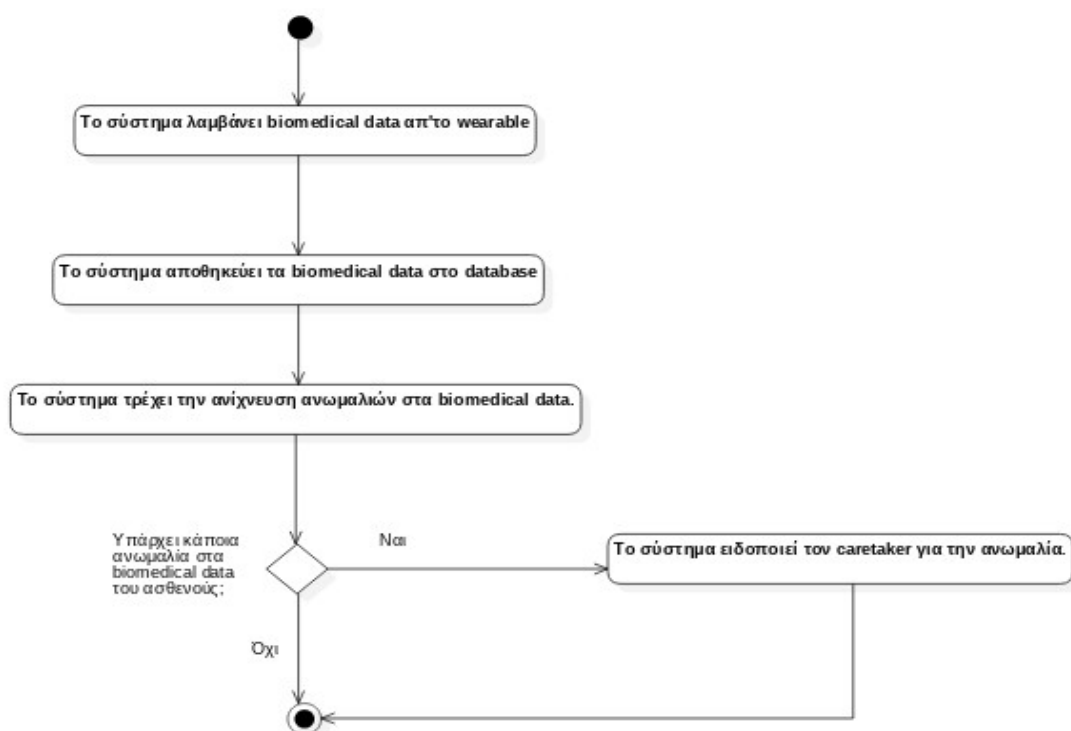 Το σύστημα λαμβάνει biomedical data απ'το wearable
Το σύστημα αποθηκεύει τα biomedical data στο database
Το σύστημα τρέχει την ανίχνευση ανωμαλιών στα biomedical data.
Υπάρχει κάποια
ανωμαλία στα
biomedical data
του ασθενούς;
Ναι
Το σύστημα ειδοποιεί τον caretaker για την ανωμαλία.
Όχι